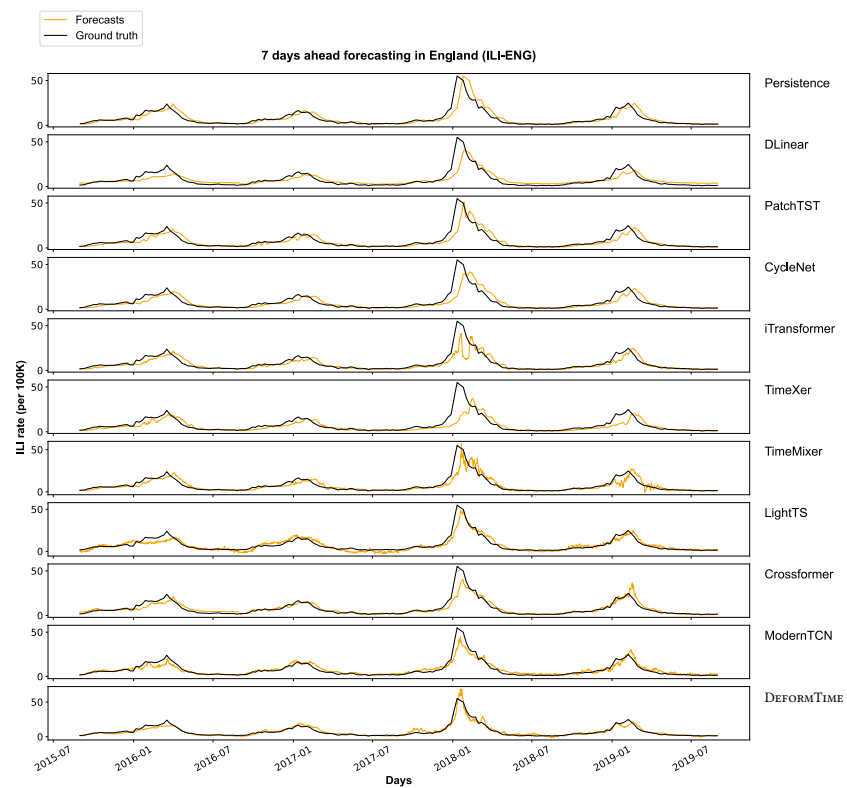 Forecasts
Ground truth
7 days ahead forecasting in England (ILI-ENG)
50
0
Persistence
50
0
DLinear
50
0
PatchTST
50
0
CycleNet
50
0
iTransformer
50
0
TimeXer
50
0
TimeMixer
50
0
LightTS
50
0
Crossformer
50
0
ModernTCN
50
0
DEFORMTIME
ILI rate (per 100K)
2015-07
2016-01
2016-07
2017-01
2017-07
2018-01
2018-07
2019-01
2019-07
Days